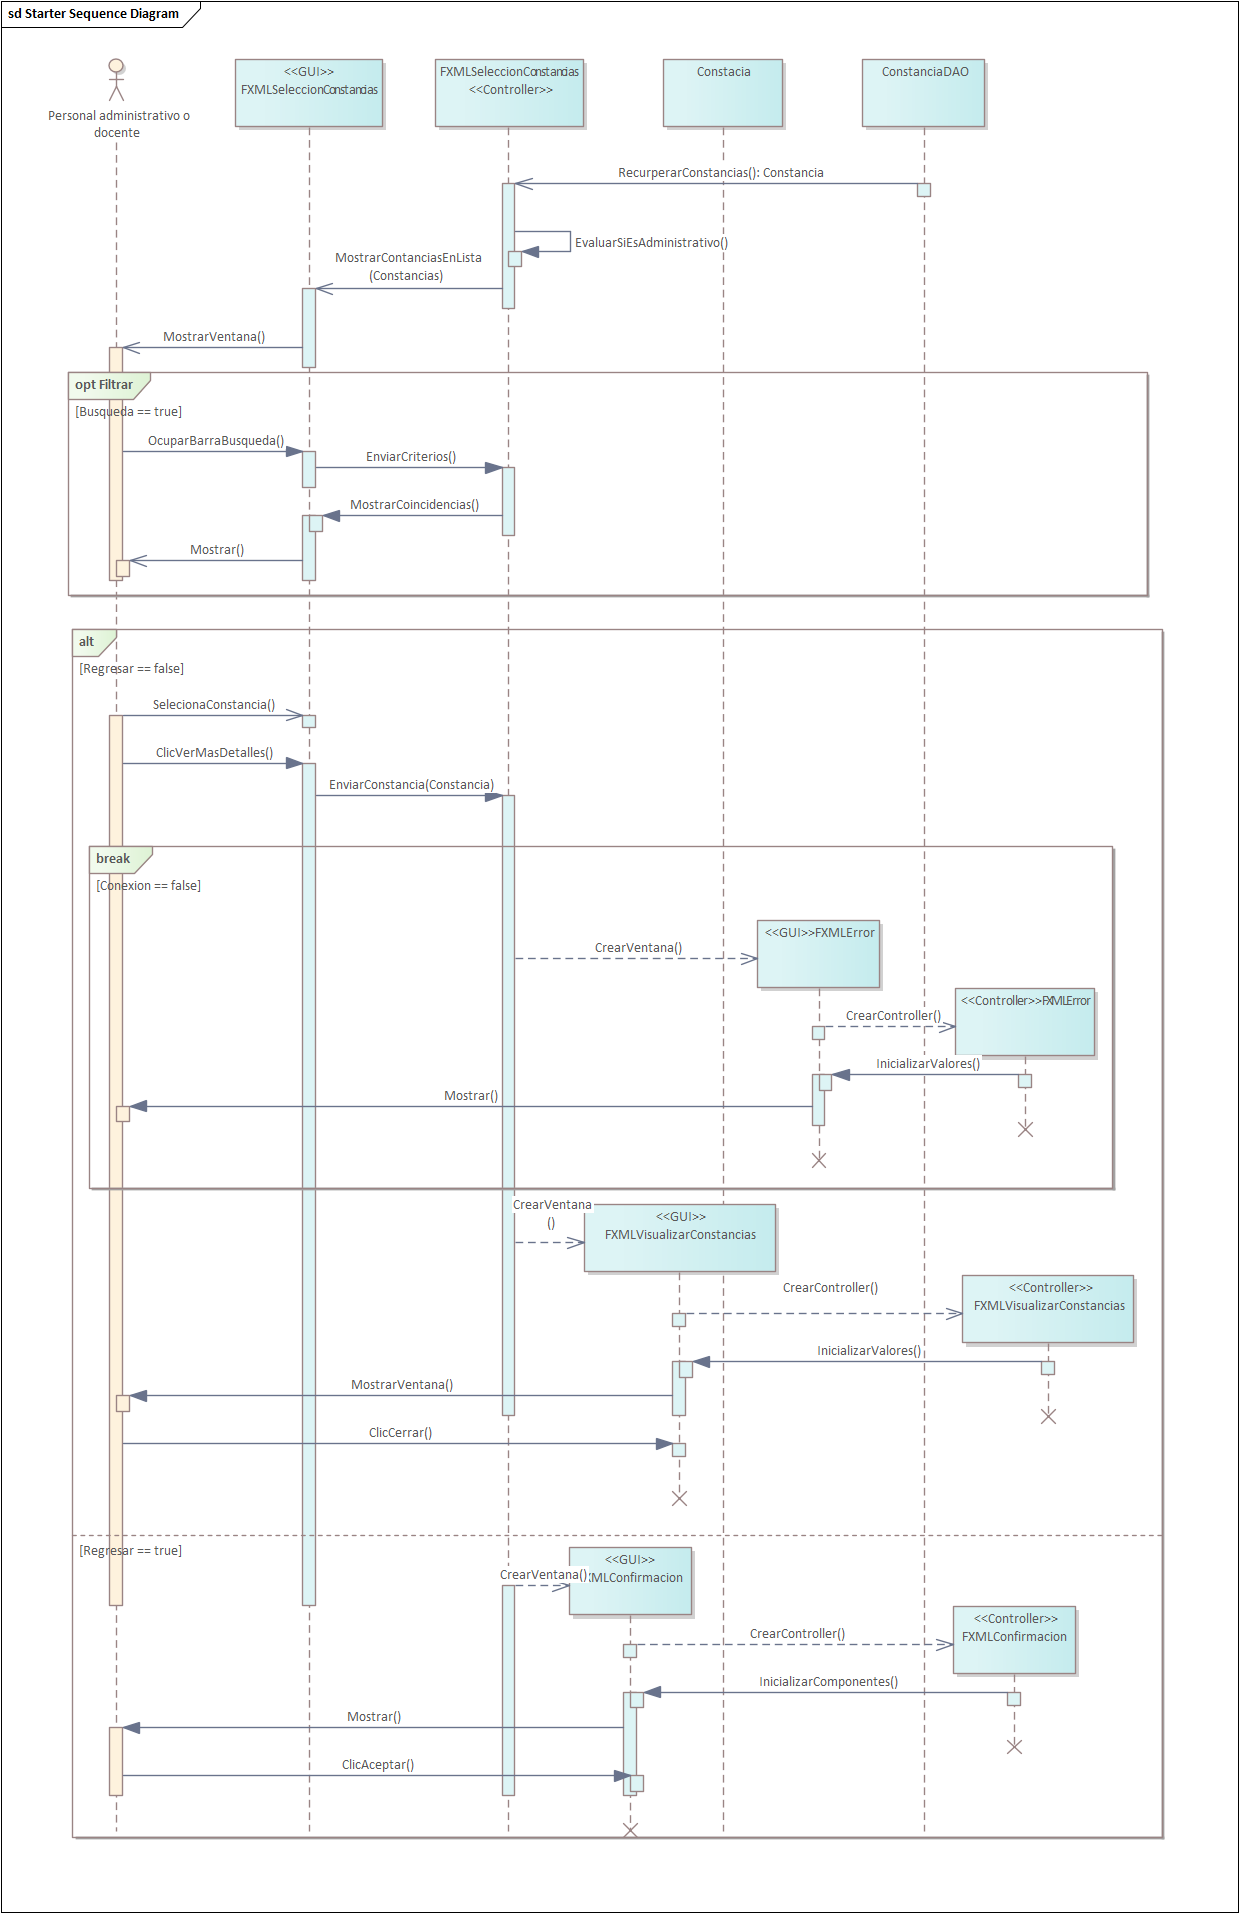 sd Starter Sequence Diagram
Personal administrativo o
docente
<<GUI>>
FXMLSeleccionConstancias
FXMLSeleccionConstancias
<<Controller>>
Constacia
ConstanciaDAO
RecurperarConstancias(): Constancia
EvaluarSiEsAdministrativo()
MostrarContanciasEnLista
(Constancias)
MostrarVentana()
opt Filtrar
[Busqueda == true]
OcuparBarraBusqueda()
EnviarCriterios()
MostrarCoincidencias()
Mostrar()
alt
[Regresar == false]
SelecionaConstancia()
ClicVerMasDetalles()
EnviarConstancia(Constancia)
break
[Conexion == false]
<<GUI>>FXMLError
CrearVentana()
<<Controller>>FXMLError
CrearController()
InicializarValores()
Mostrar()
CrearVentana
()
<<GUI>>
FXMLVisualizarConstancias
CrearController()
<<Controller>>
FXMLVisualizarConstancias
InicializarValores()
MostrarVentana()
ClicCerrar()
[Regresar == true]
<<GUI>>
CrearVentana()
XMLConfirmacion
<<Controller>>
FXMLConfirmacion
CrearController()
InicializarComponentes()
Mostrar()
ClicAceptar()